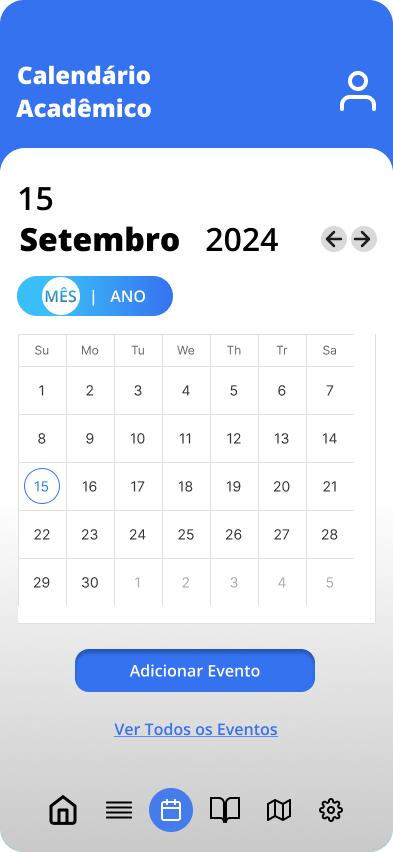 Calendário
Acadêmico
15
Setembro 2024
MÊS | ANO
Su Mo Tu We Th Tr Sa
1 2 3 4 5 6 7
8 9 10 11 12 13 14
15 16 17 18 19 20 21
22 23 24 25 26 27 28
29 30 1 2 3 4 5
Adicionar Evento
Ver Todos os Eventos